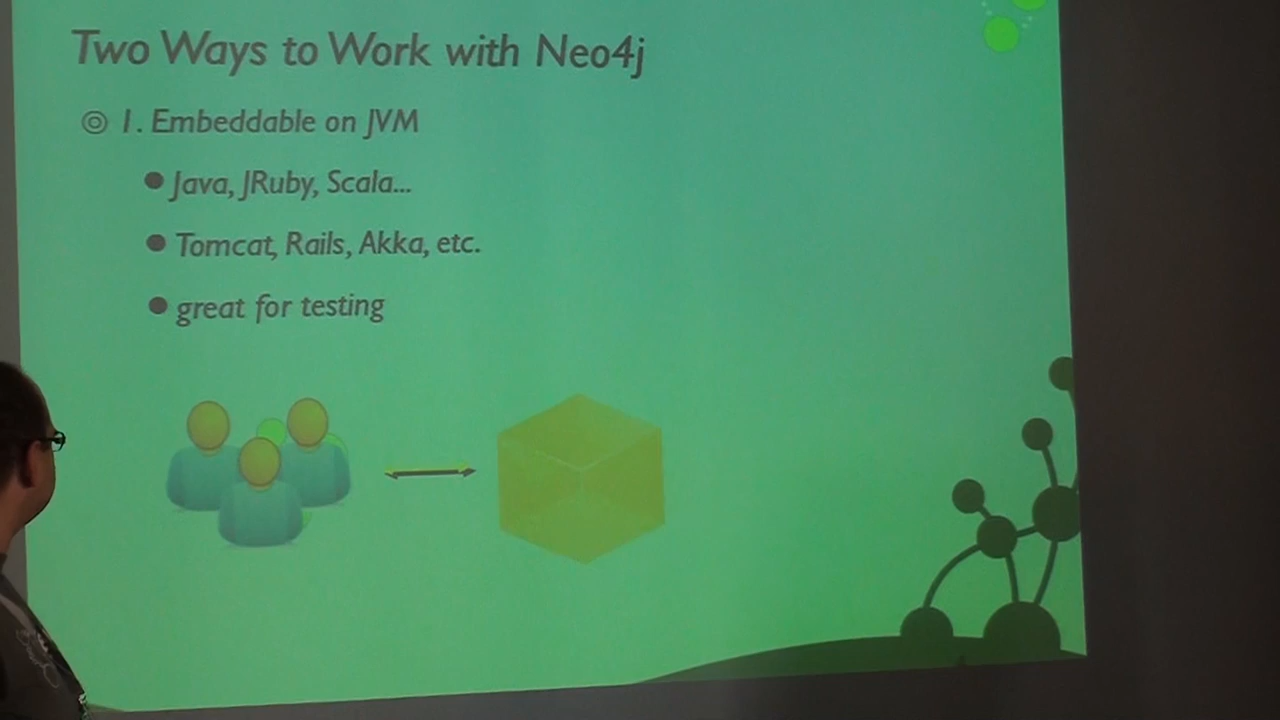 Two Ways to Work with Neo4j
1. Embeddable on JVM
Java, JRuby, Scala...
Tomcat, Rails, Akka, etc.
great for testing